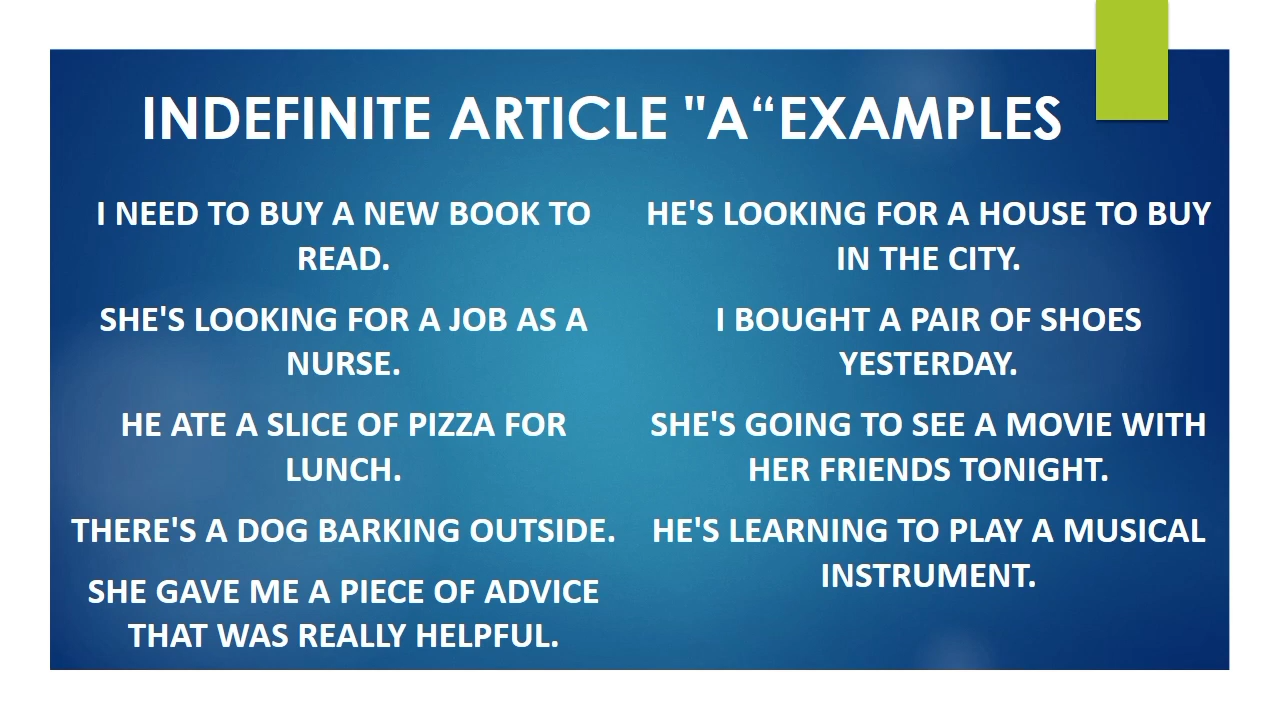 INDEFINITE ARTICLE "A“EXAMPLES
I NEED TO BUY A NEW BOOK TO
READ.
SHE'S LOOKING FOR A JOB AS A
NURSE.
HE ATE A SLICE OF PIZZA FOR
LUNCH.
THERE'S A DOG BARKING OUTSIDE.
SHE GAVE ME A PIECE OF ADVICE
THAT WAS REALLY HELPFUL.
HE'S LOOKING FOR A HOUSE TO BUY
IN THE CITY.
I BOUGHT A PAIR OF SHOES
YESTERDAY.
SHE'S GOING TO SEE A MOVIE WITH
HER FRIENDS TONIGHT.
HE'S LEARNING TO PLAY A MUSICAL
INSTRUMENT.